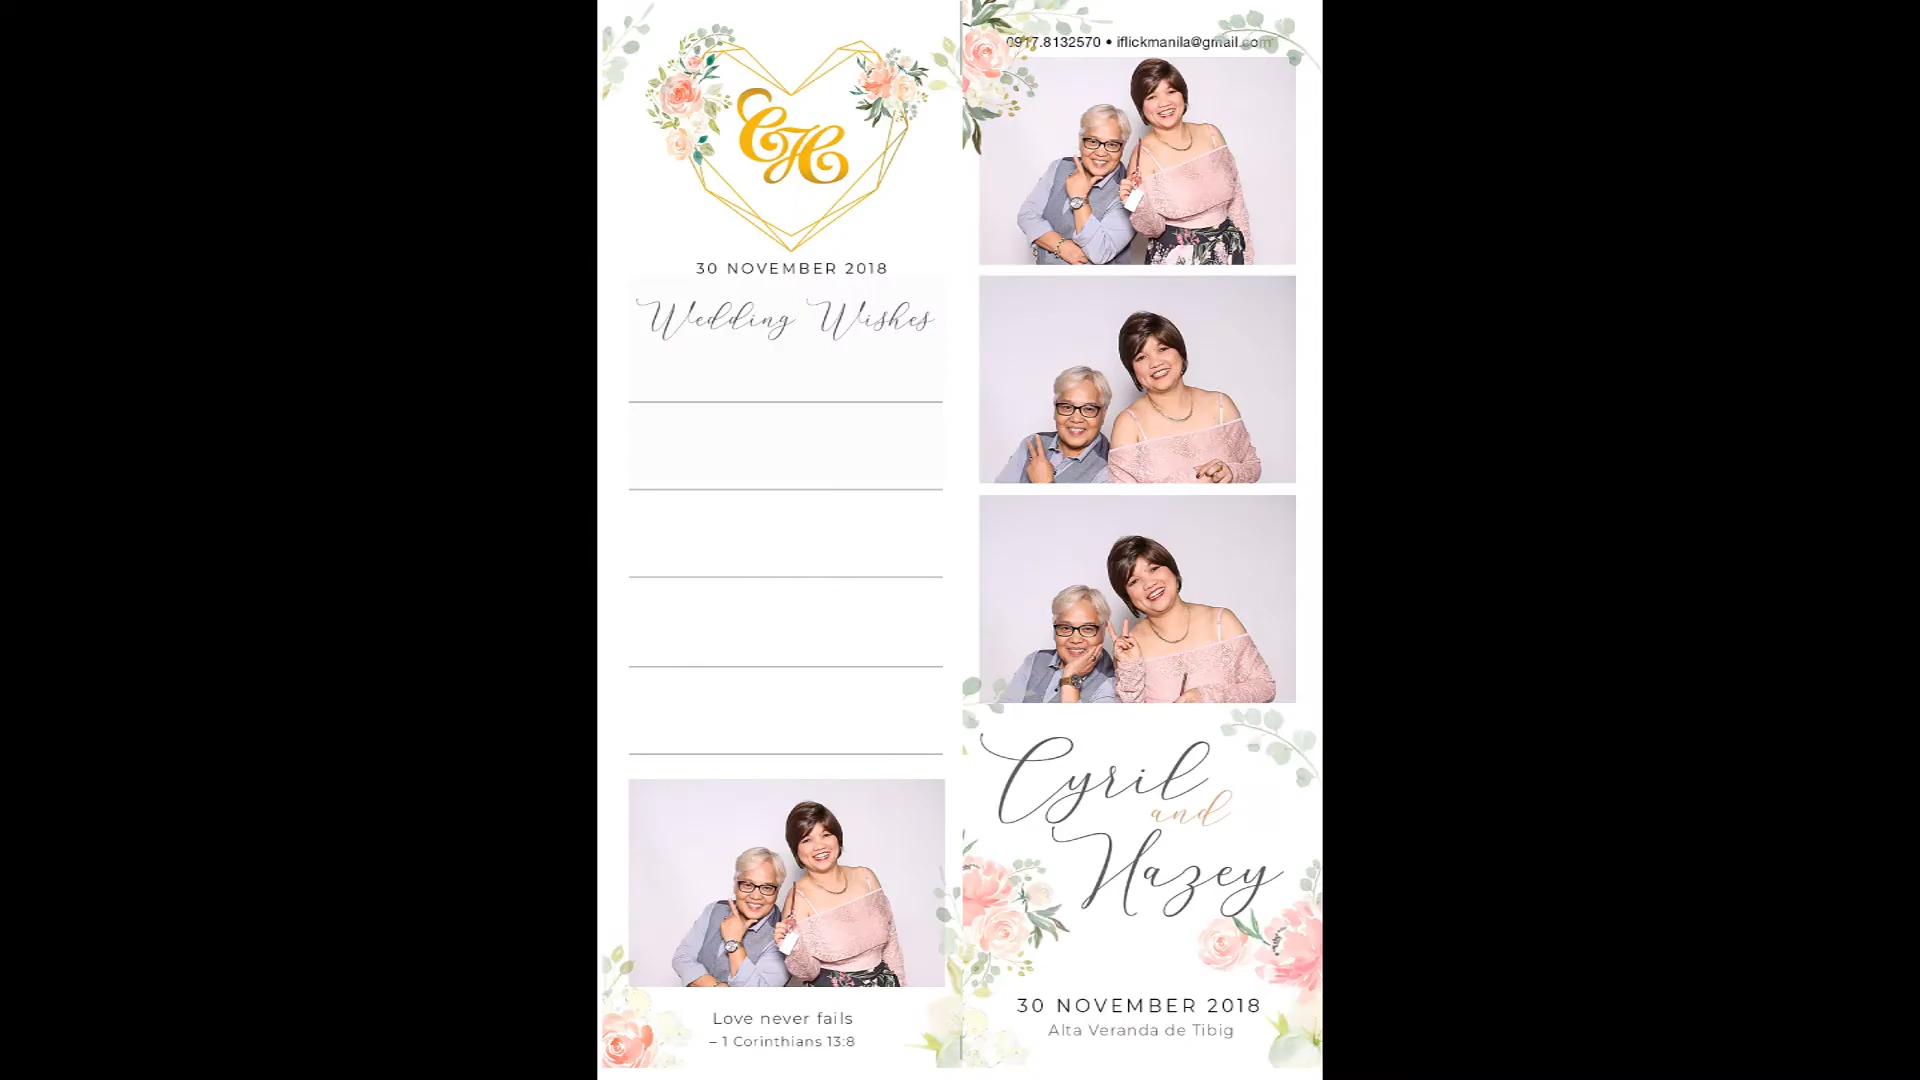 CH
30 NOVEMBER 2018
Wedding Wishes
Love never fails
– 1 Corinthians 13:8
0917.8132570 • iflickmanila@gmail.com
Cyril
and
Hazey
30 NOVEMBER 2018
Alta Veranda de Tibig